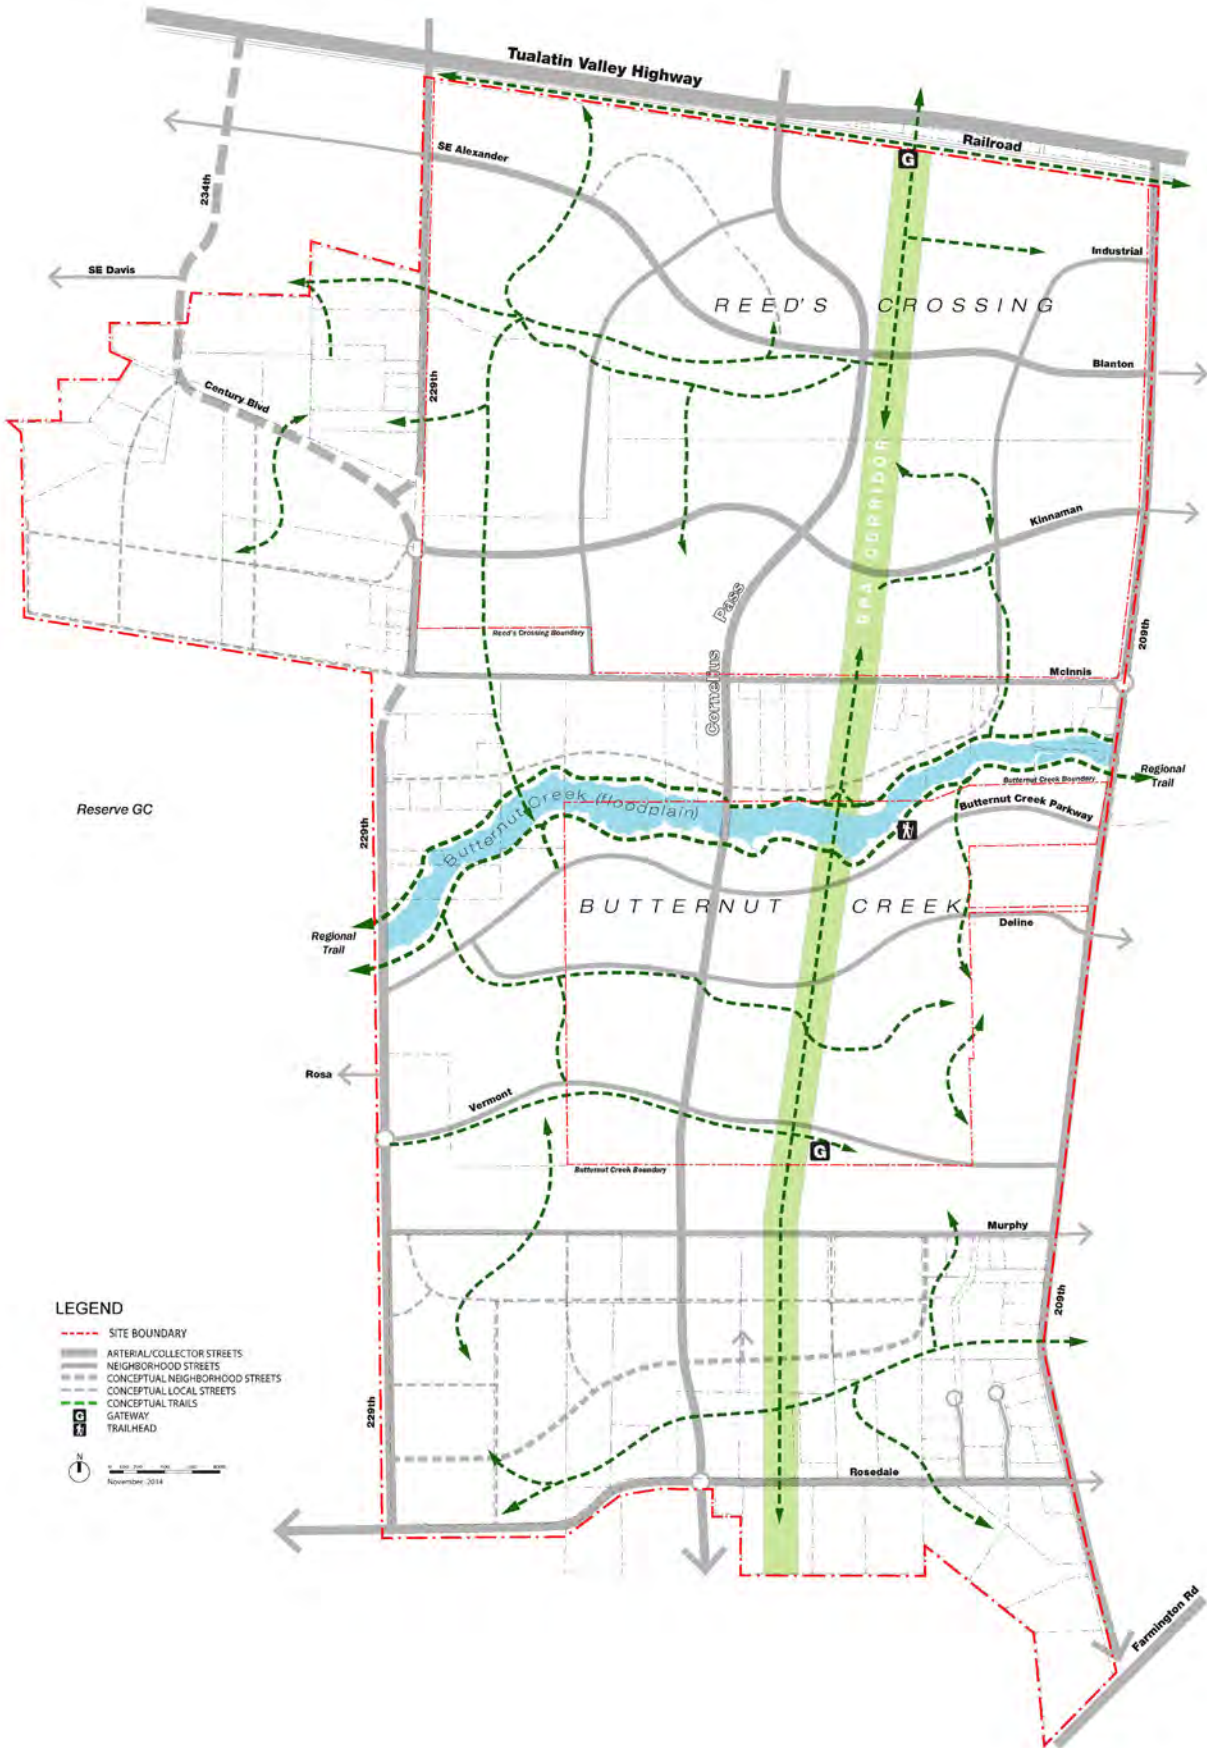 Tualatin Valley Highway
Railroad
G
SE Alexander
234th
Industrial
SE Davis
REED'S CROSSING
Blanton
229th
Century Blvd
BPA CORRIDOR
Kinnaman
Cornelius Pass
Reed's Crossing Boundary
209th
McInnis
Regional
Trail
Butternut Creek Boundary
Butternut Creek Parkway
Reserve GC
229th
Butternut Creek (floodplain)
BUTTERNUT CREEK
Deline
Regional
Trail
Rosa
Vermont
G
Butternut Creek Boundary
Murphy
209th
LEGEND
SITE BOUNDARY
ARTERIAL/COLLECTOR STREETS
NEIGHBORHOOD STREETS
CONCEPTUAL NEIGHBORHOOD STREETS
CONCEPTUAL LOCAL STREETS
CONCEPTUAL TRAILS
G GATEWAY
TRAILHEAD
229th
N
November 2014
Rosedale
Farmington Rd